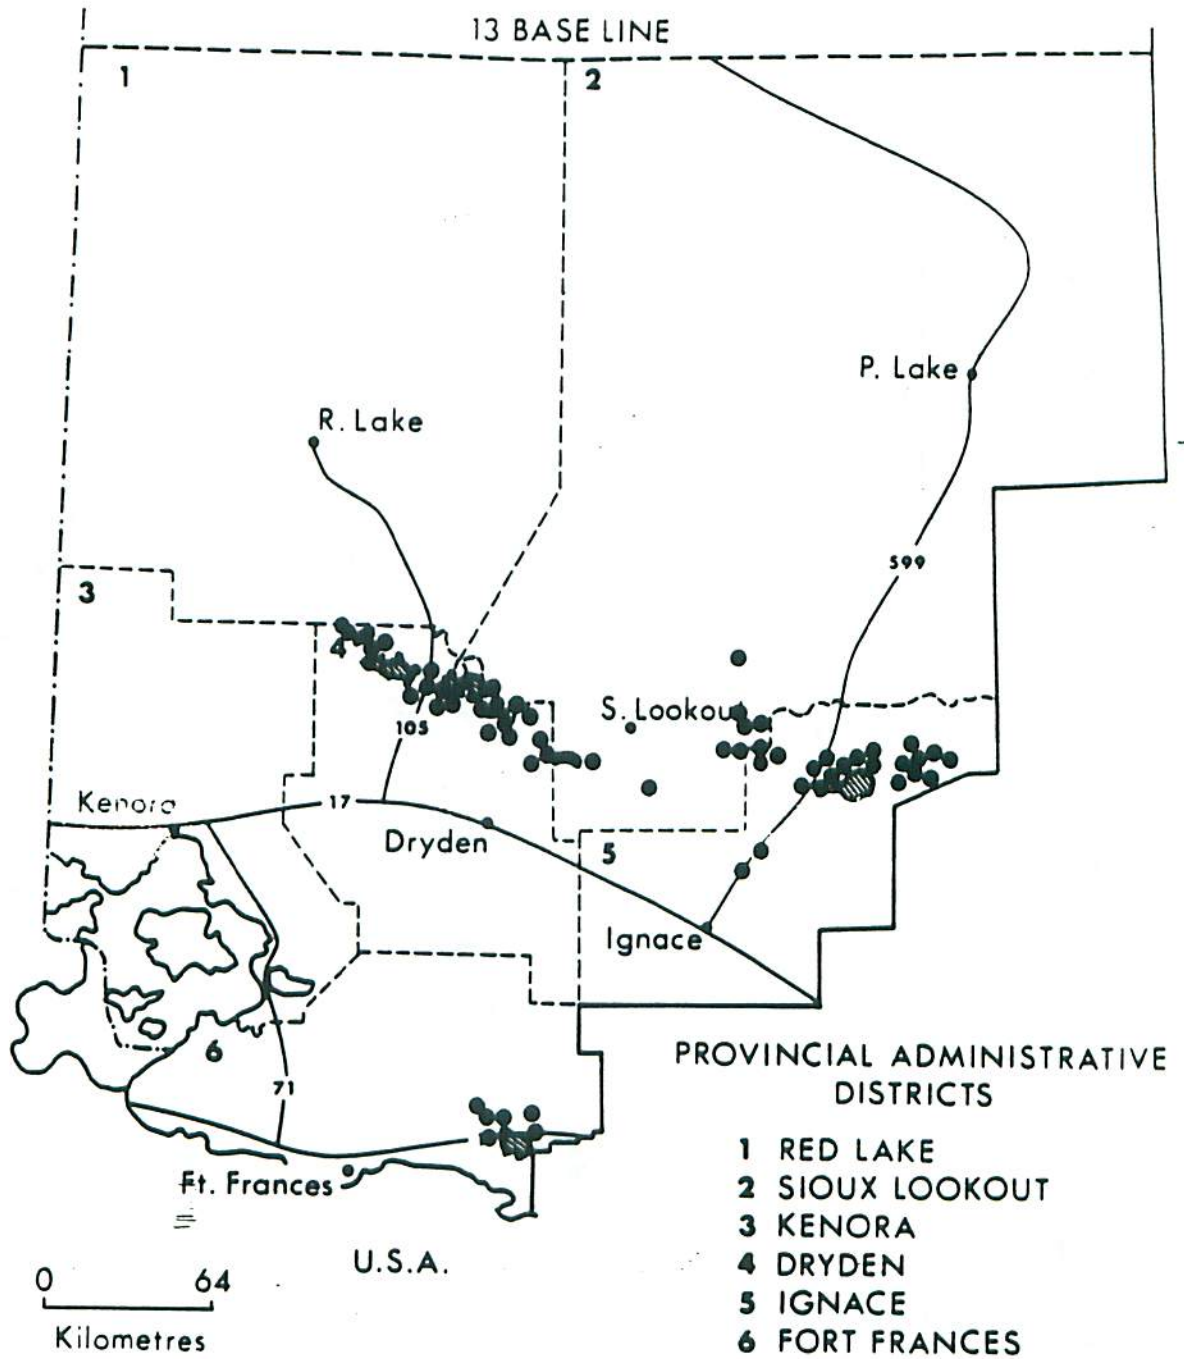 13 BASE LINE
1
2
P. Lake
R. Lake
599
3
4
S. Lookout
105
Kenora
17
Dryden
5
Ignace
6
71
Ft. Frances
U.S.A.
0 64
Kilometres
PROVINCIAL ADMINISTRATIVE
DISTRICTS
1 RED LAKE
2 SIOUX LOOKOUT
3 KENORA
4 DRYDEN
5 IGNACE
6 FORT FRANCES